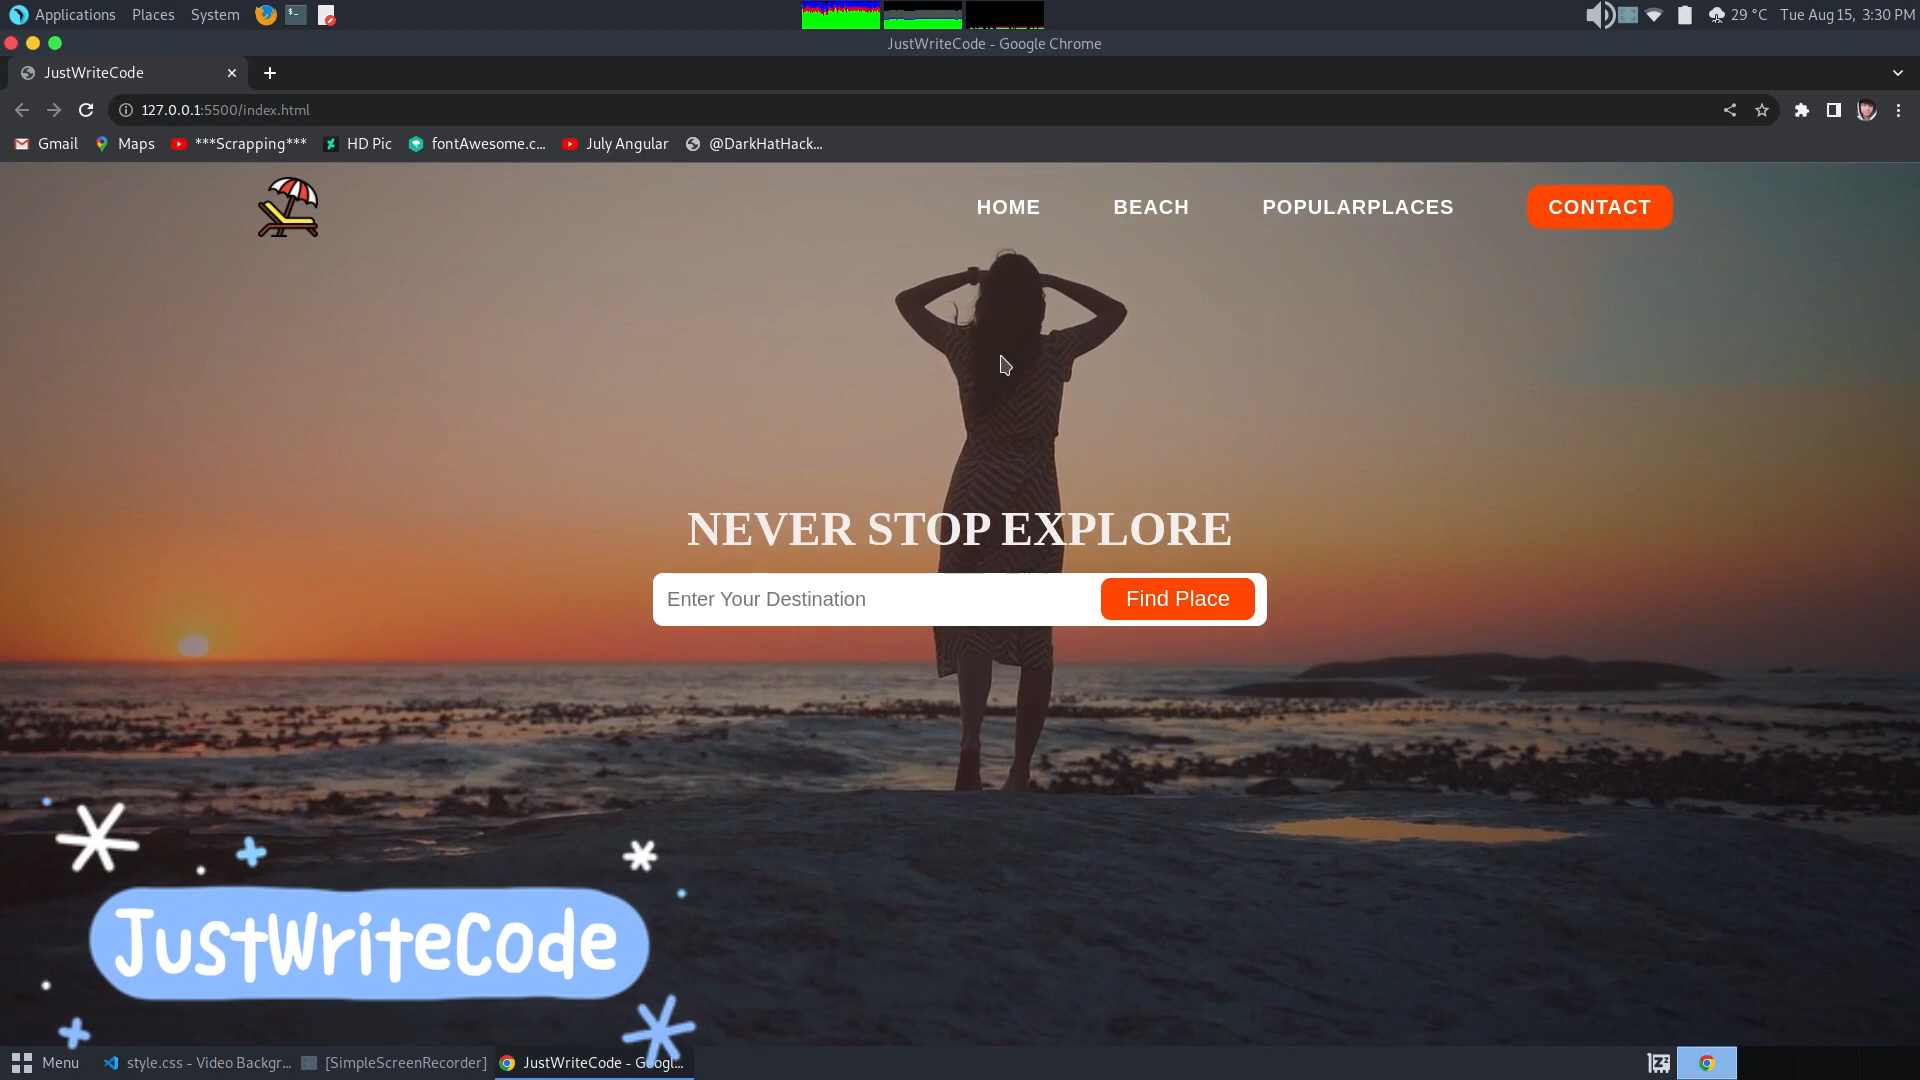 Applications Places System
29 °C Tue Aug 15, 3:30 PM
JustWriteCode - Google Chrome
JustWriteCode
127.0.0.1:5500/index.html
Gmail Maps ***Scrapping*** HD Pic fontAwesome.c... July Angular @DarkHatHack...
HOME BEACH POPULARPLACES CONTACT
NEVER STOP EXPLORE
Enter Your Destination Find Place
JustWriteCode
Menu style.css - Video Backgr... [SimpleScreenRecorder] JustWriteCode - Googl...